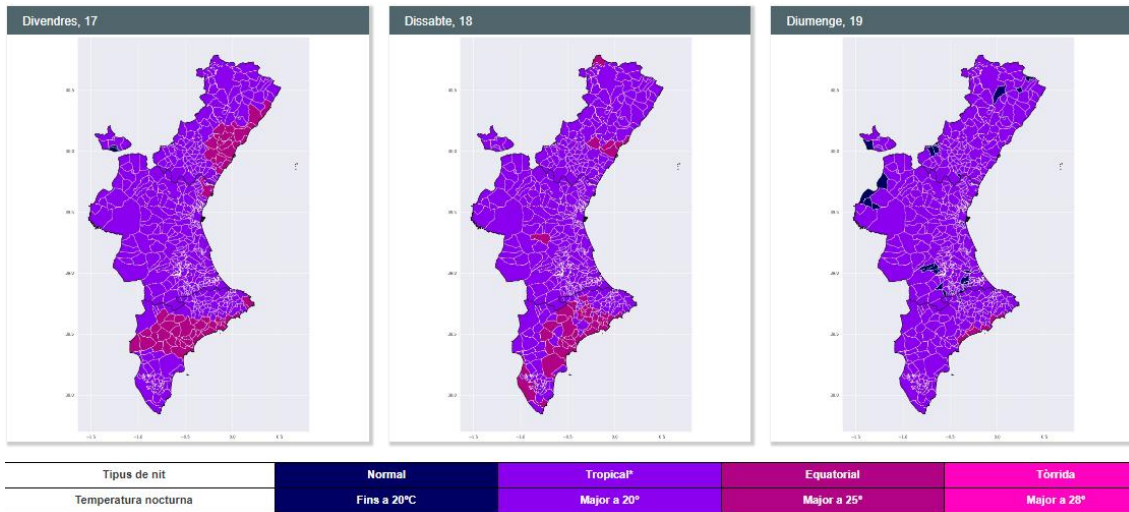 Divendres, 17
Dissabte, 18
Diumenge, 19
Tipus de nit Normal Tropical* Equatorial Tòrrida
Temperatura nocturna Fins a 20ºC Major a 20º Major a 25º Major a 28º